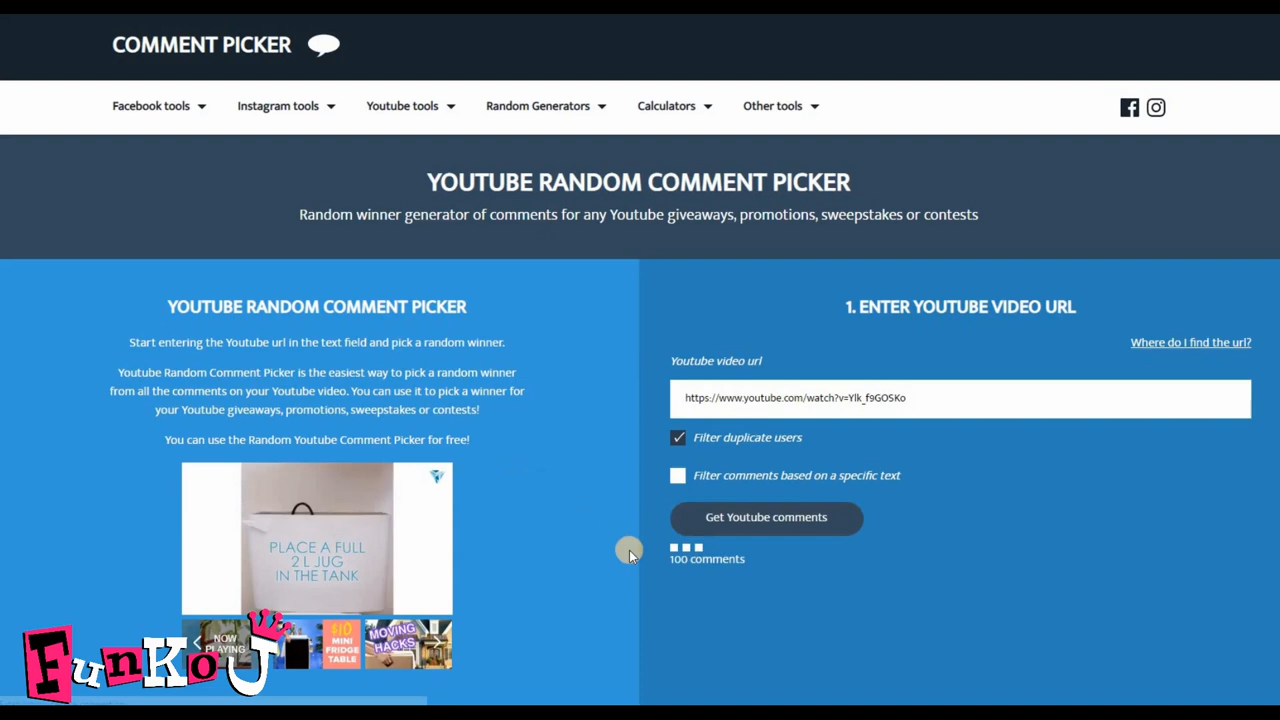 COMMENT PICKER
Facebook tools
Instagram tools
Youtube tools
Random Generators
Calculators
Other tools
YOUTUBE RANDOM COMMENT PICKER
Random winner generator of comments for any Youtube giveaways, promotions, sweepstakes or contests
YOUTUBE RANDOM COMMENT PICKER
Start entering the Youtube url in the text field and pick a random winner.
Youtube Random Comment Picker is the easiest way to pick a random winner
from all the comments on your Youtube video. You can use it to pick a winner for
your Youtube giveaways, promotions, sweepstakes or contests!
You can use the Random Youtube Comment Picker for free!
PLACE A FULL
2 L JUG
IN THE TANK
NOW
PLAYING
$10
MINI
FRIDGE
TABLE
MOVING
HACKS
FunKo J
1. ENTER YOUTUBE VIDEO URL
Where do I find the url?
Youtube video url
https://www.youtube.com/watch?v=Ylk_f9GOSKo
Filter duplicate users
Filter comments based on a specific text
Get Youtube comments
100 comments